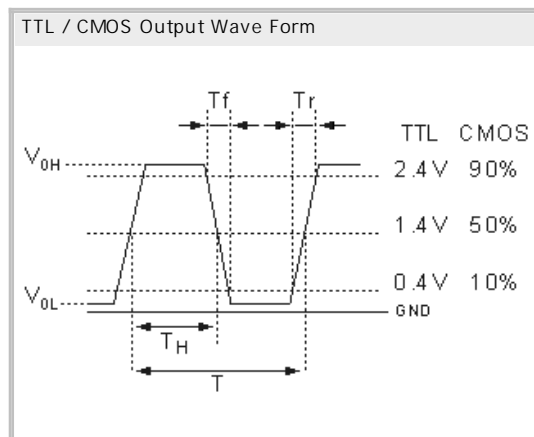 TTL / CMOS Output Wave Form
Tf Tr
TTL CMOS
V0H
2.4V 90%
1.4V 50%
0.4V 10%
V0L
GND
TH
T